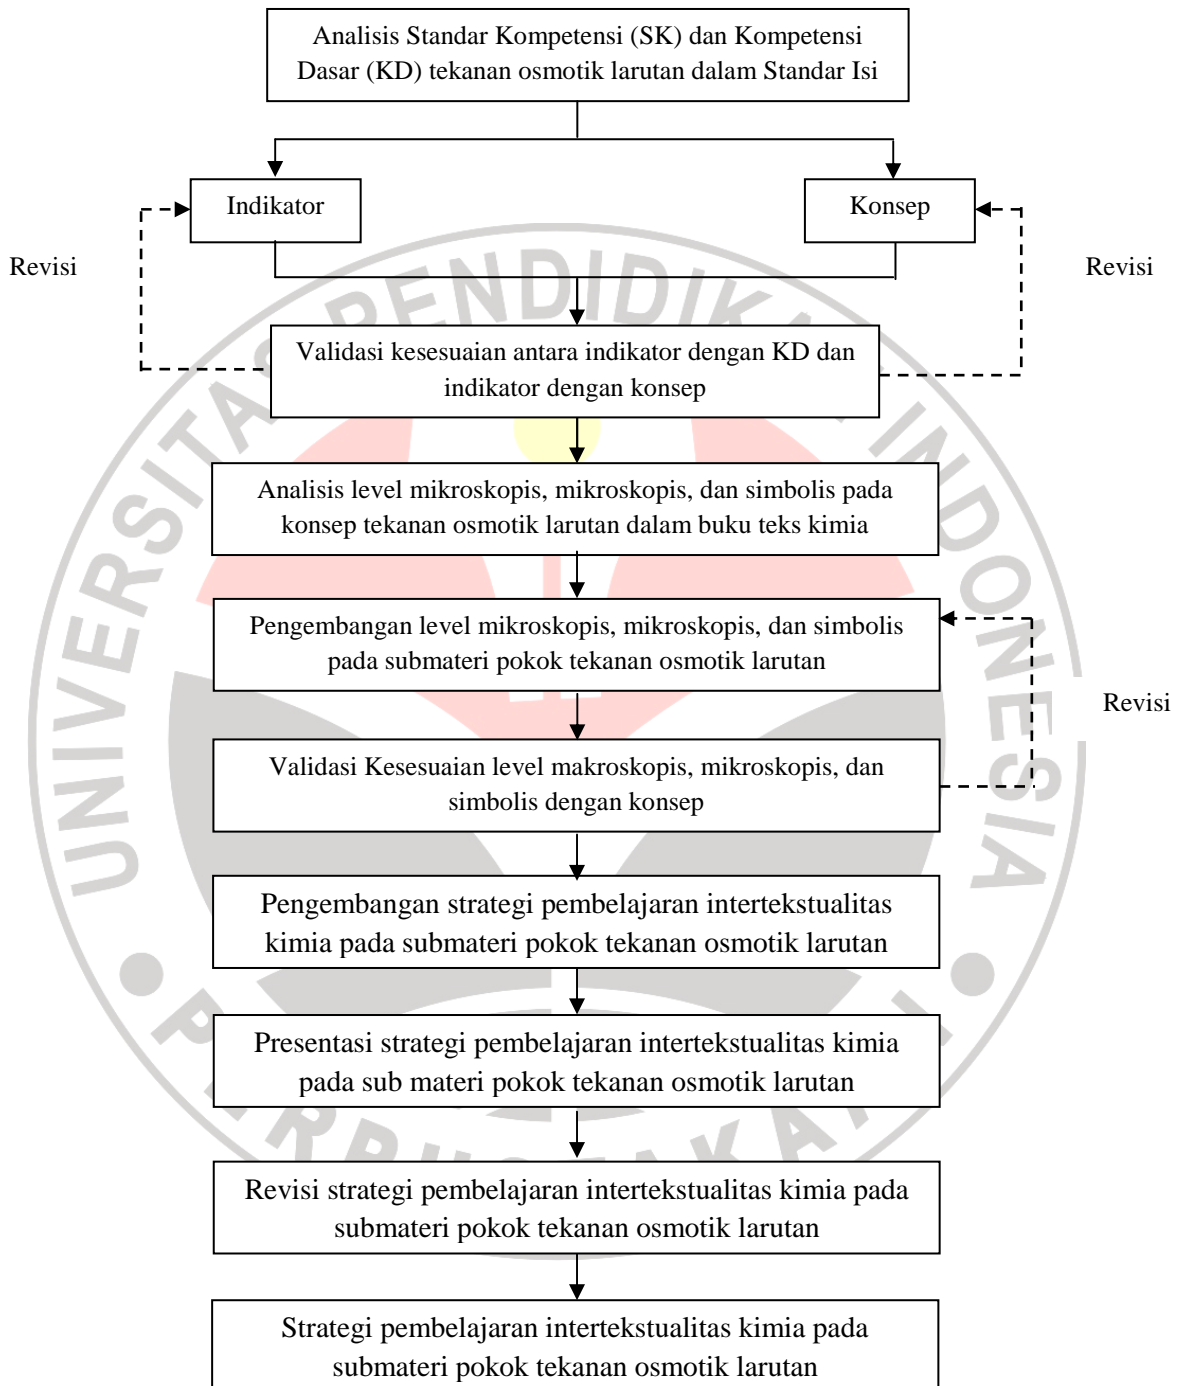 Analisis Standar Kompetensi (SK) dan Kompetensi
Dasar (KD) tekanan osmotik larutan dalam Standar Isi
Indikator
Konsep
Revisi
Revisi
Validasi kesesuaian antara indikator dengan KD dan
indikator dengan konsep
Analisis level mikroskopis, mikroskopis, dan simbolis pada
konsep tekanan osmotik larutan dalam buku teks kimia
Pengembangan level mikroskopis, mikroskopis, dan simbolis
pada submateri pokok tekanan osmotik larutan
Revisi
Validasi Kesesuaian level makroskopis, mikroskopis, dan
simbolis dengan konsep
Pengembangan strategi pembelajaran intertekstualitas
kimia pada submateri pokok tekanan osmotik larutan
Presentasi strategi pembelajaran intertekstualitas kimia
pada sub materi pokok tekanan osmotik larutan
Revisi strategi pembelajaran intertekstualitas kimia pada
submateri pokok tekanan osmotik larutan
Strategi pembelajaran intertekstualitas kimia pada
submateri pokok tekanan osmotik larutan
UNIVERSITAS PENDIDIKAN INDONESIA
PERPUSTAKAAN